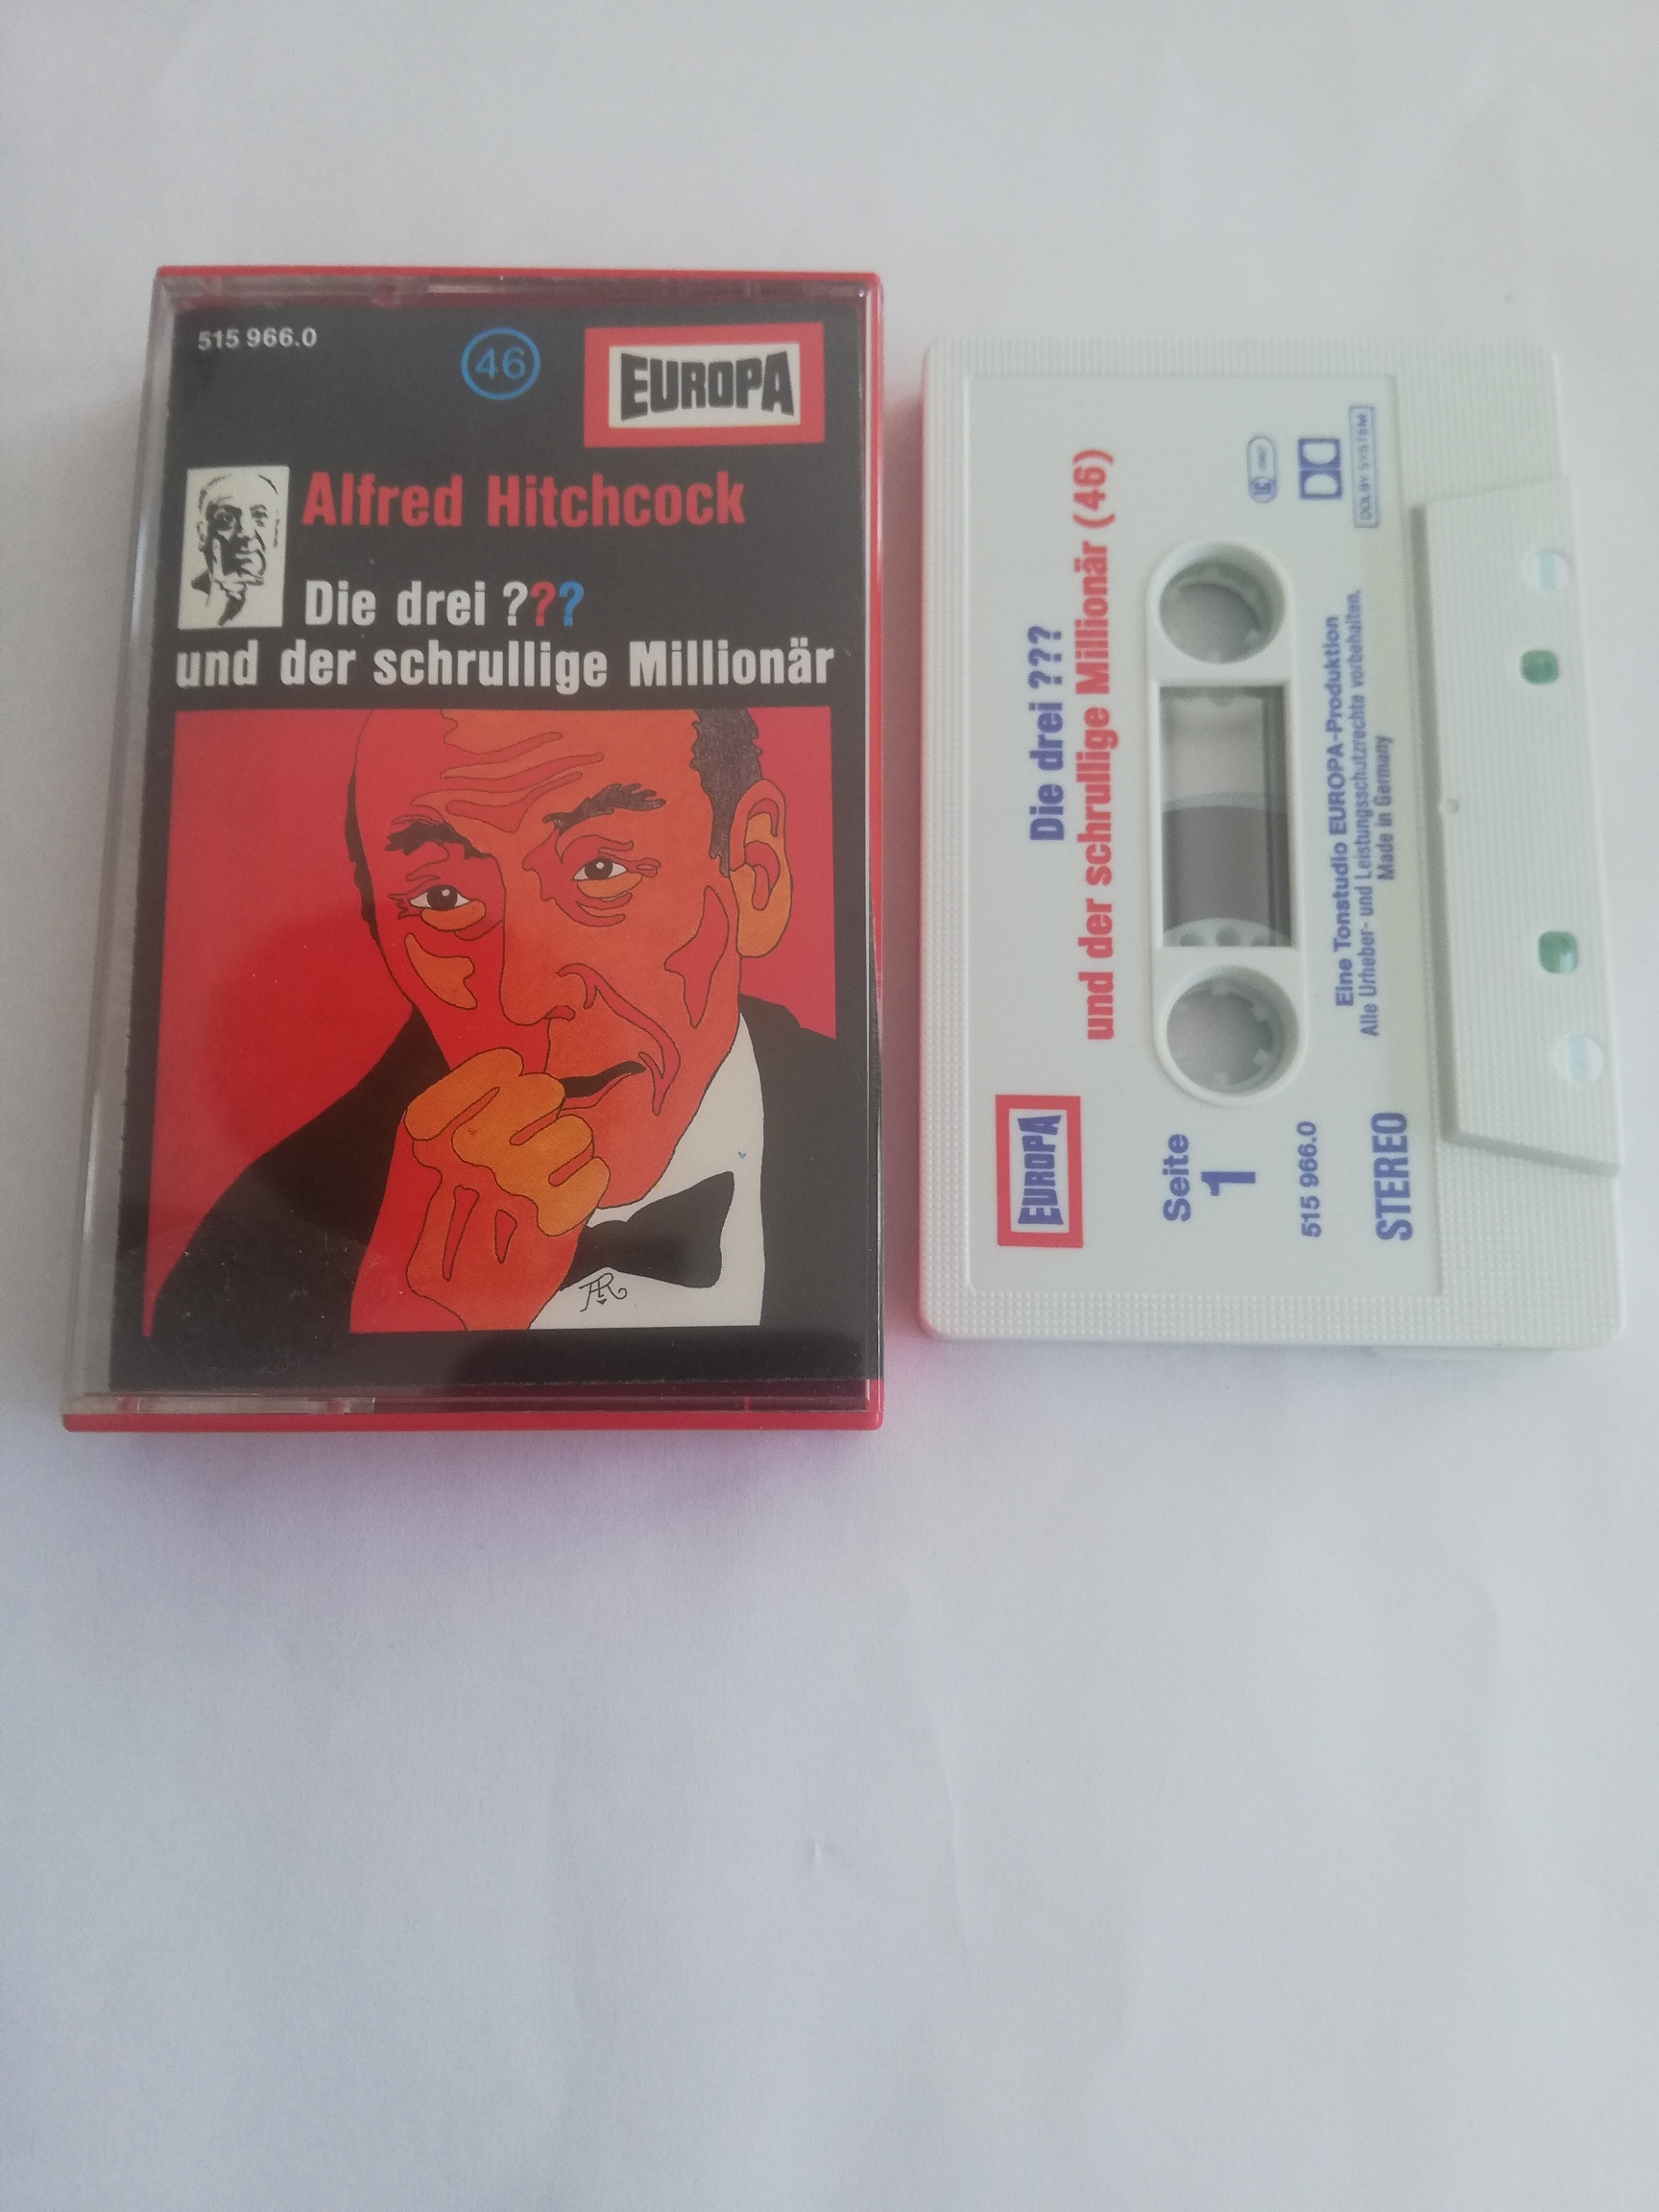 515 966.0
46
EUROPA
Alfred Hitchcock
Die drei ???
und der schrullige Millionär
AR
Die drei ???
und der schrullige Millionär (46)
EUROPA
Seite
1
515 966.0
STEREO
DOLBY SYSTEM
Eine Tonstudio EUROPA-Produktion
Alle Urheber- und Leistungsschutzrechte vorbehalten.
Made in Germany